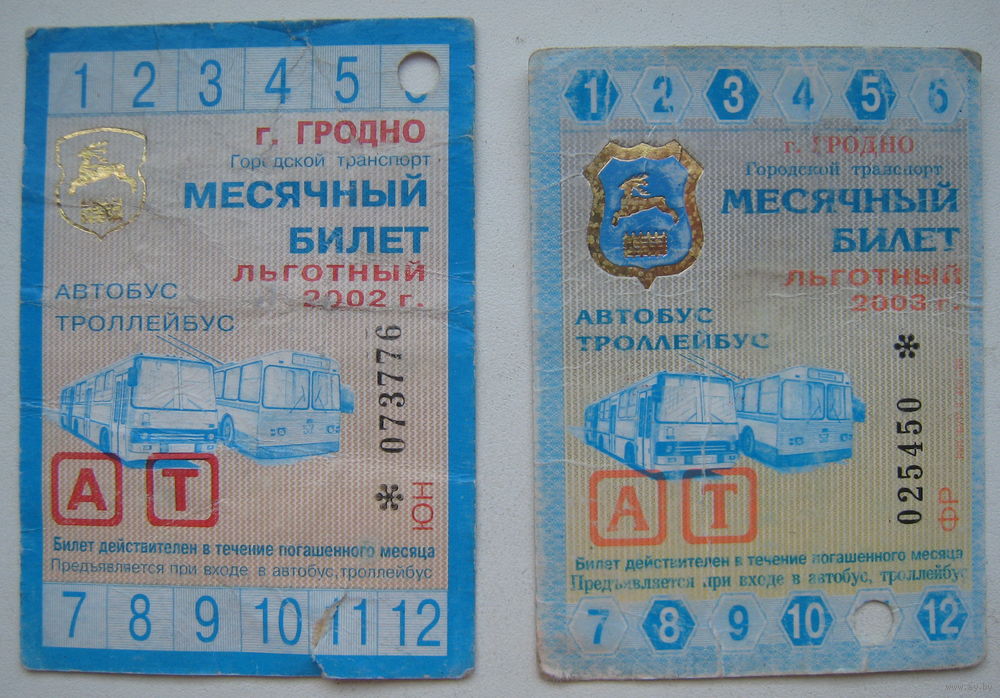 1 2 3 4 5
г. ГРОДНО
Городской транспорт
МЕСЯЧНЫЙ
БИЛЕТ
ЛЬГОТНЫЙ
2002 г.
АВТОБУС
ТРОЛЛЕЙБУС
* 073776
ЮН
А Т
Билет действителен в течение погашенного месяца
Предъявляется при входе в автобус, троллейбус
7 8 9 10 11 12
1 2 3 4 5 6
г. ГРОДНО
Городской транспорт
МЕСЯЧНЫЙ
БИЛЕТ
ЛЬГОТНЫЙ
2003 г.
АВТОБУС
ТРОЛЛЕЙБУС
025450 *
ФР
А Т
Билет действителен в течение погашенного месяца
Предъявляется при входе в автобус, троллейбус
7 8 9 10 12